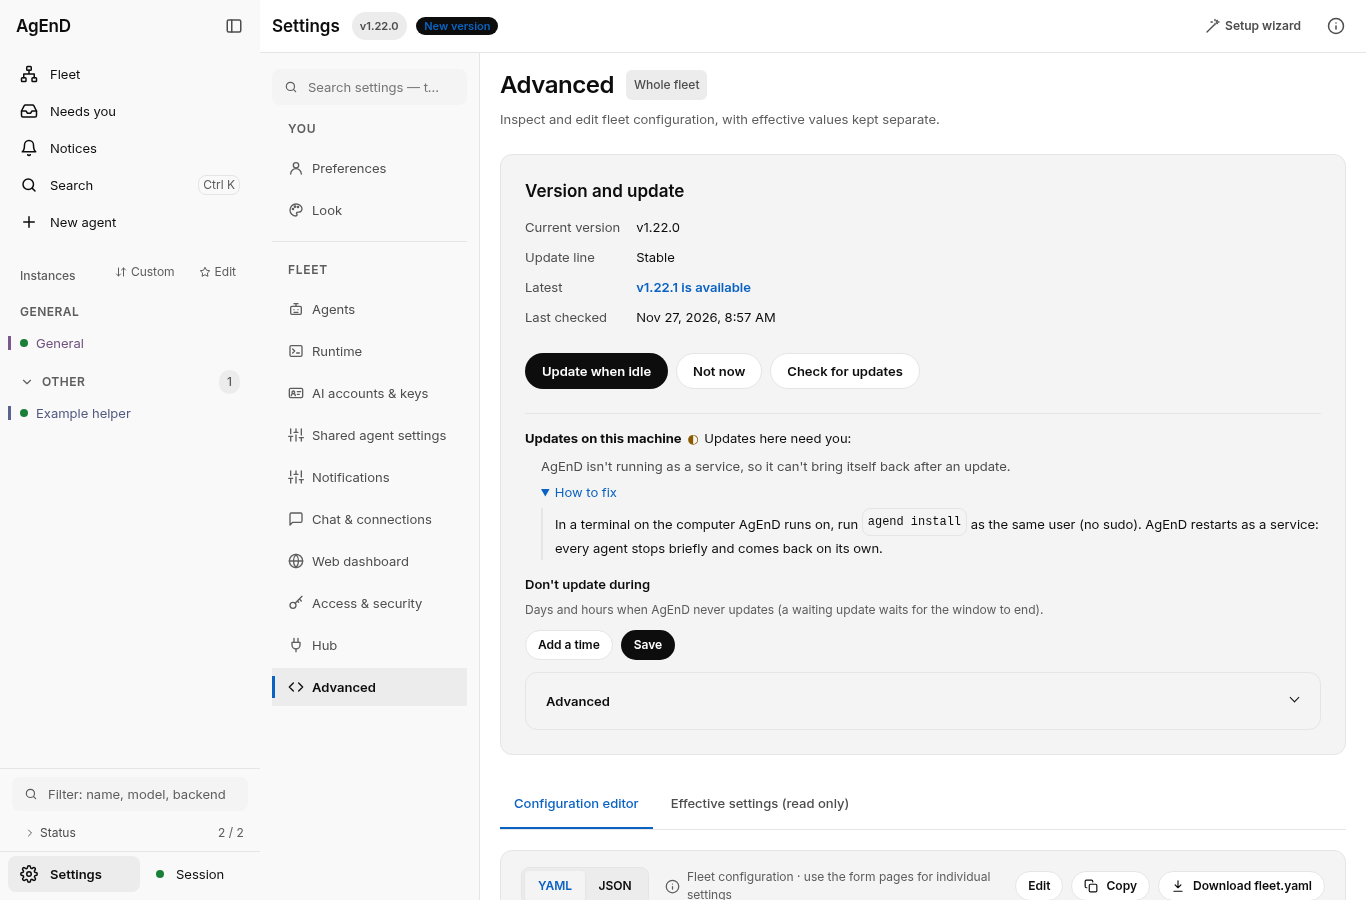 AgEnD
Fleet
Needs you
Notices
Search
Ctrl K
New agent
Instances
Custom
Edit
GENERAL
General
OTHER
1
Example helper
Filter: name, model, backend
Status
2 / 2
Settings
Session
Settings
v1.22.0
New version
Setup wizard
Search settings — t...
YOU
Preferences
Look
FLEET
Agents
Runtime
AI accounts & keys
Shared agent settings
Notifications
Chat & connections
Web dashboard
Access & security
Hub
Advanced
Advanced
Whole fleet
Inspect and edit fleet configuration, with effective values kept separate.
Version and update
Current version v1.22.0
Update line Stable
Latest v1.22.1 is available
Last checked Nov 27, 2026, 8:57 AM
Update when idle
Not now
Check for updates
Updates on this machine Updates here need you:
AgEnD isn't running as a service, so it can't bring itself back after an update.
How to fix
In a terminal on the computer AgEnD runs on, run agend install as the same user (no sudo). AgEnD restarts as a service:
every agent stops briefly and comes back on its own.
Don't update during
Days and hours when AgEnD never updates (a waiting update waits for the window to end).
Add a time
Save
Advanced
Configuration editor
Effective settings (read only)
YAML
JSON
Fleet configuration · use the form pages for individual
settings
Edit
Copy
Download fleet.yaml